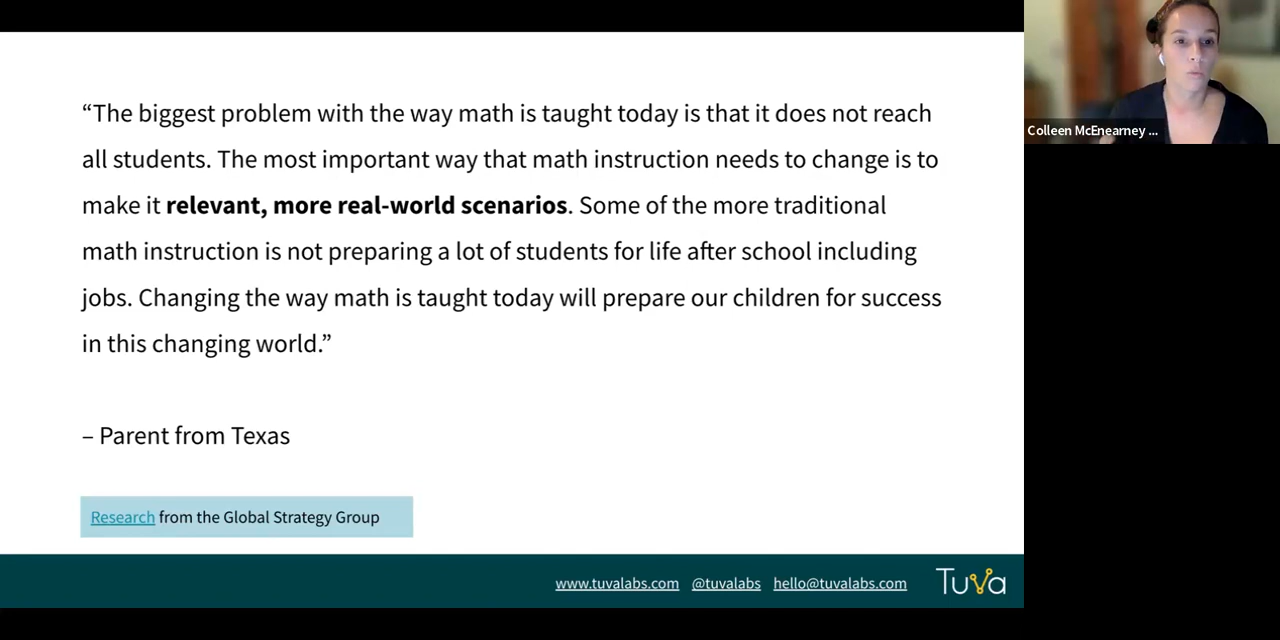 “The biggest problem with the way math is taught today is that it does not reach
all students. The most important way that math instruction needs to change is to
make it relevant, more real-world scenarios. Some of the more traditional
math instruction is not preparing a lot of students for life after school including
jobs. Changing the way math is taught today will prepare our children for success
in this changing world.”
– Parent from Texas
Research from the Global Strategy Group
www.tuvalabs.com @tuvalabs hello@tuvalabs.com Tuva
Colleen McEnearney ...